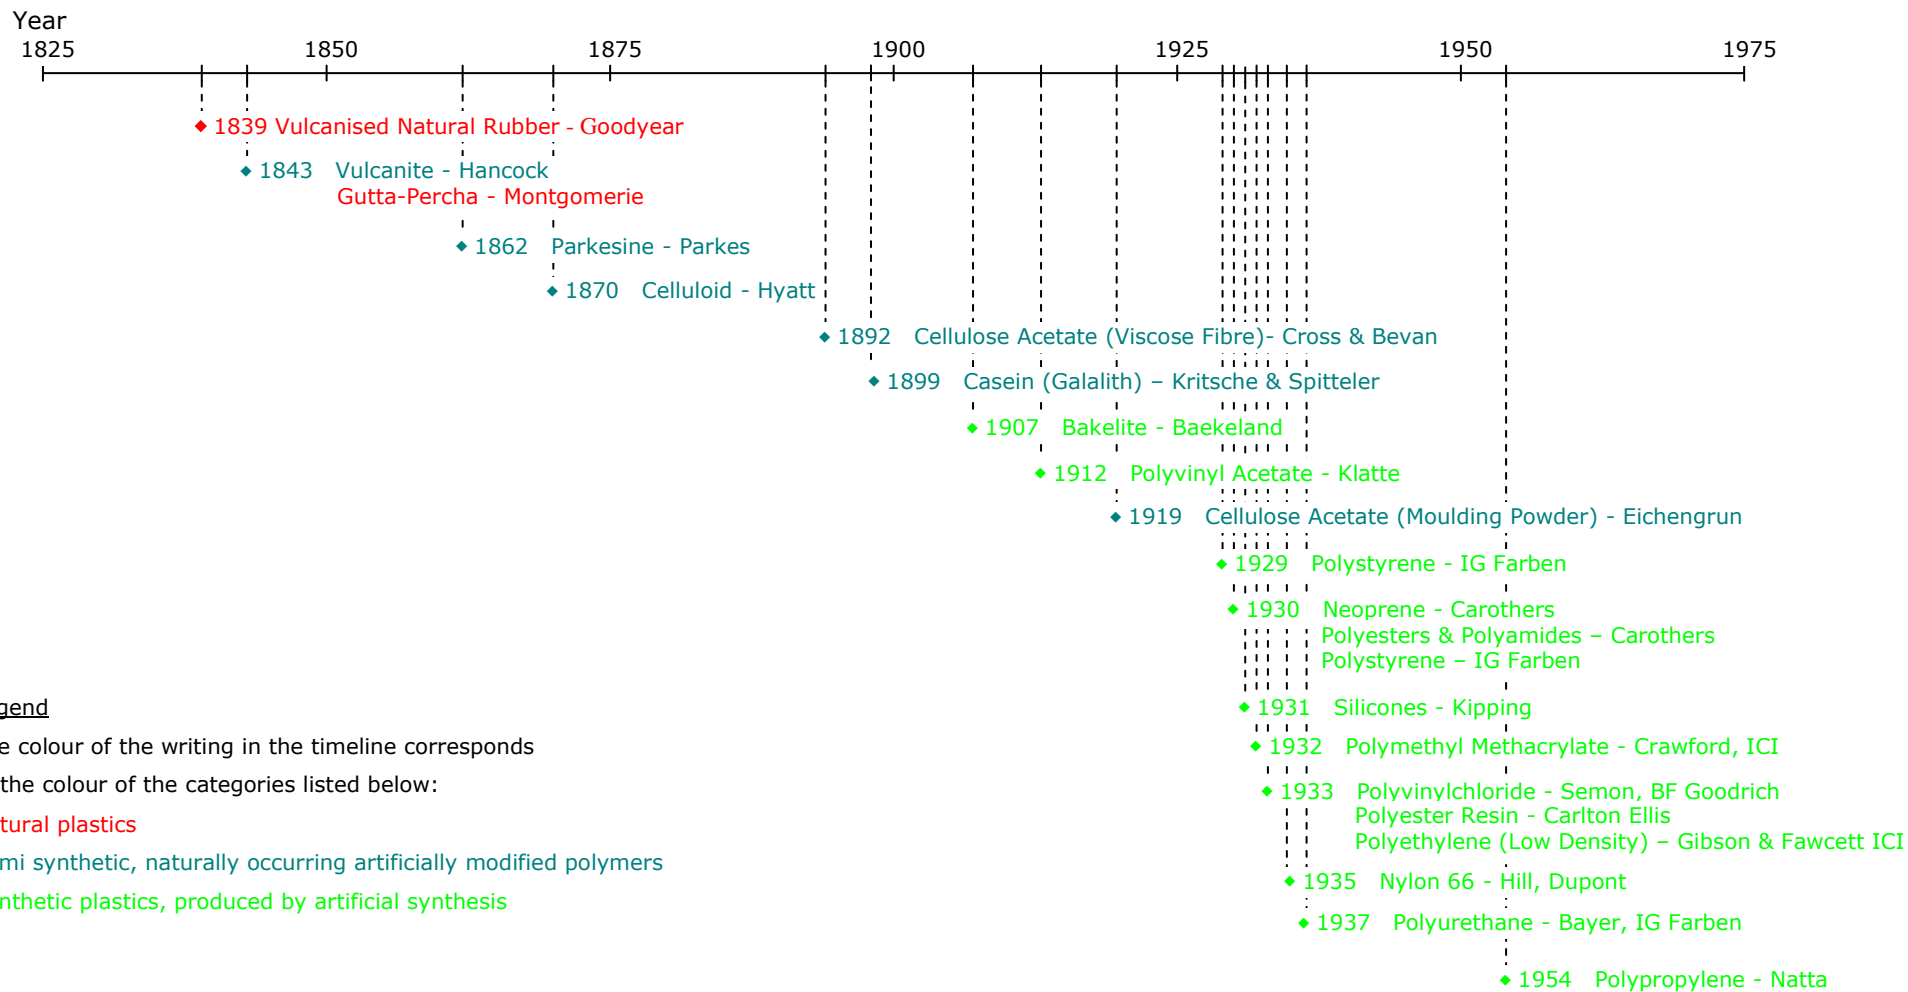 Year
1825 1850 1875 1900 1925 1950 1975
1839 Vulcanised Natural Rubber - Goodyear
1843 Vulcanite - Hancock
Gutta-Percha - Montgomerie
1862 Parkesine - Parkes
1870 Celluloid - Hyatt
1892 Cellulose Acetate (Viscose Fibre)- Cross & Bevan
1899 Casein (Galalith) – Kritsche & Spitteler
1907 Bakelite - Baekeland
1912 Polyvinyl Acetate - Klatte
1919 Cellulose Acetate (Moulding Powder) - Eichengrun
1929 Polystyrene - IG Farben
1930 Neoprene - Carothers
Polyesters & Polyamides – Carothers
Polystyrene – IG Farben
1931 Silicones - Kipping
1932 Polymethyl Methacrylate - Crawford, ICI
1933 Polyvinylchloride - Semon, BF Goodrich
Polyester Resin - Carlton Ellis
Polyethylene (Low Density) – Gibson & Fawcett ICI
1935 Nylon 66 - Hill, Dupont
1937 Polyurethane - Bayer, IG Farben
1954 Polypropylene - Natta
gend
e colour of the writing in the timeline corresponds
the colour of the categories listed below:
tural plastics
mi synthetic, naturally occurring artificially modified polymers
nthetic plastics, produced by artificial synthesis